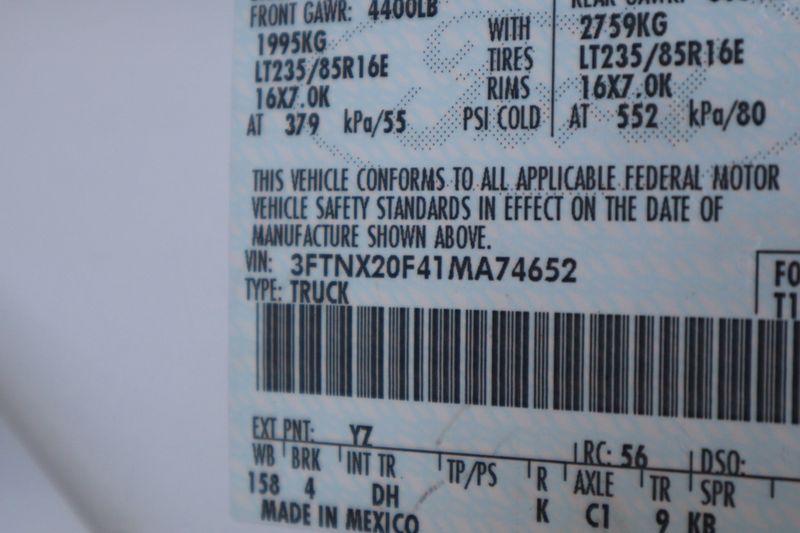 FRONT GAWR: 4400LB
1995KG WITH 2759KG
LT235/85R16E TIRES LT235/85R16E
16X7.0K RIMS 16X7.0K
AT 379 kPa/55 PSI COLD AT 552 kPa/80
THIS VEHICLE CONFORMS TO ALL APPLICABLE FEDERAL MOTOR
VEHICLE SAFETY STANDARDS IN EFFECT ON THE DATE OF
MANUFACTURE SHOWN ABOVE.
VIN: 3FTNX20F41MA74652
TYPE: TRUCK
EXT PNT: YZ
RC: 56 DSO:
WB BRK INT TR TP/PS R AXLE TR SPR
158 4 DH K C1 9 KB
MADE IN MEXICO